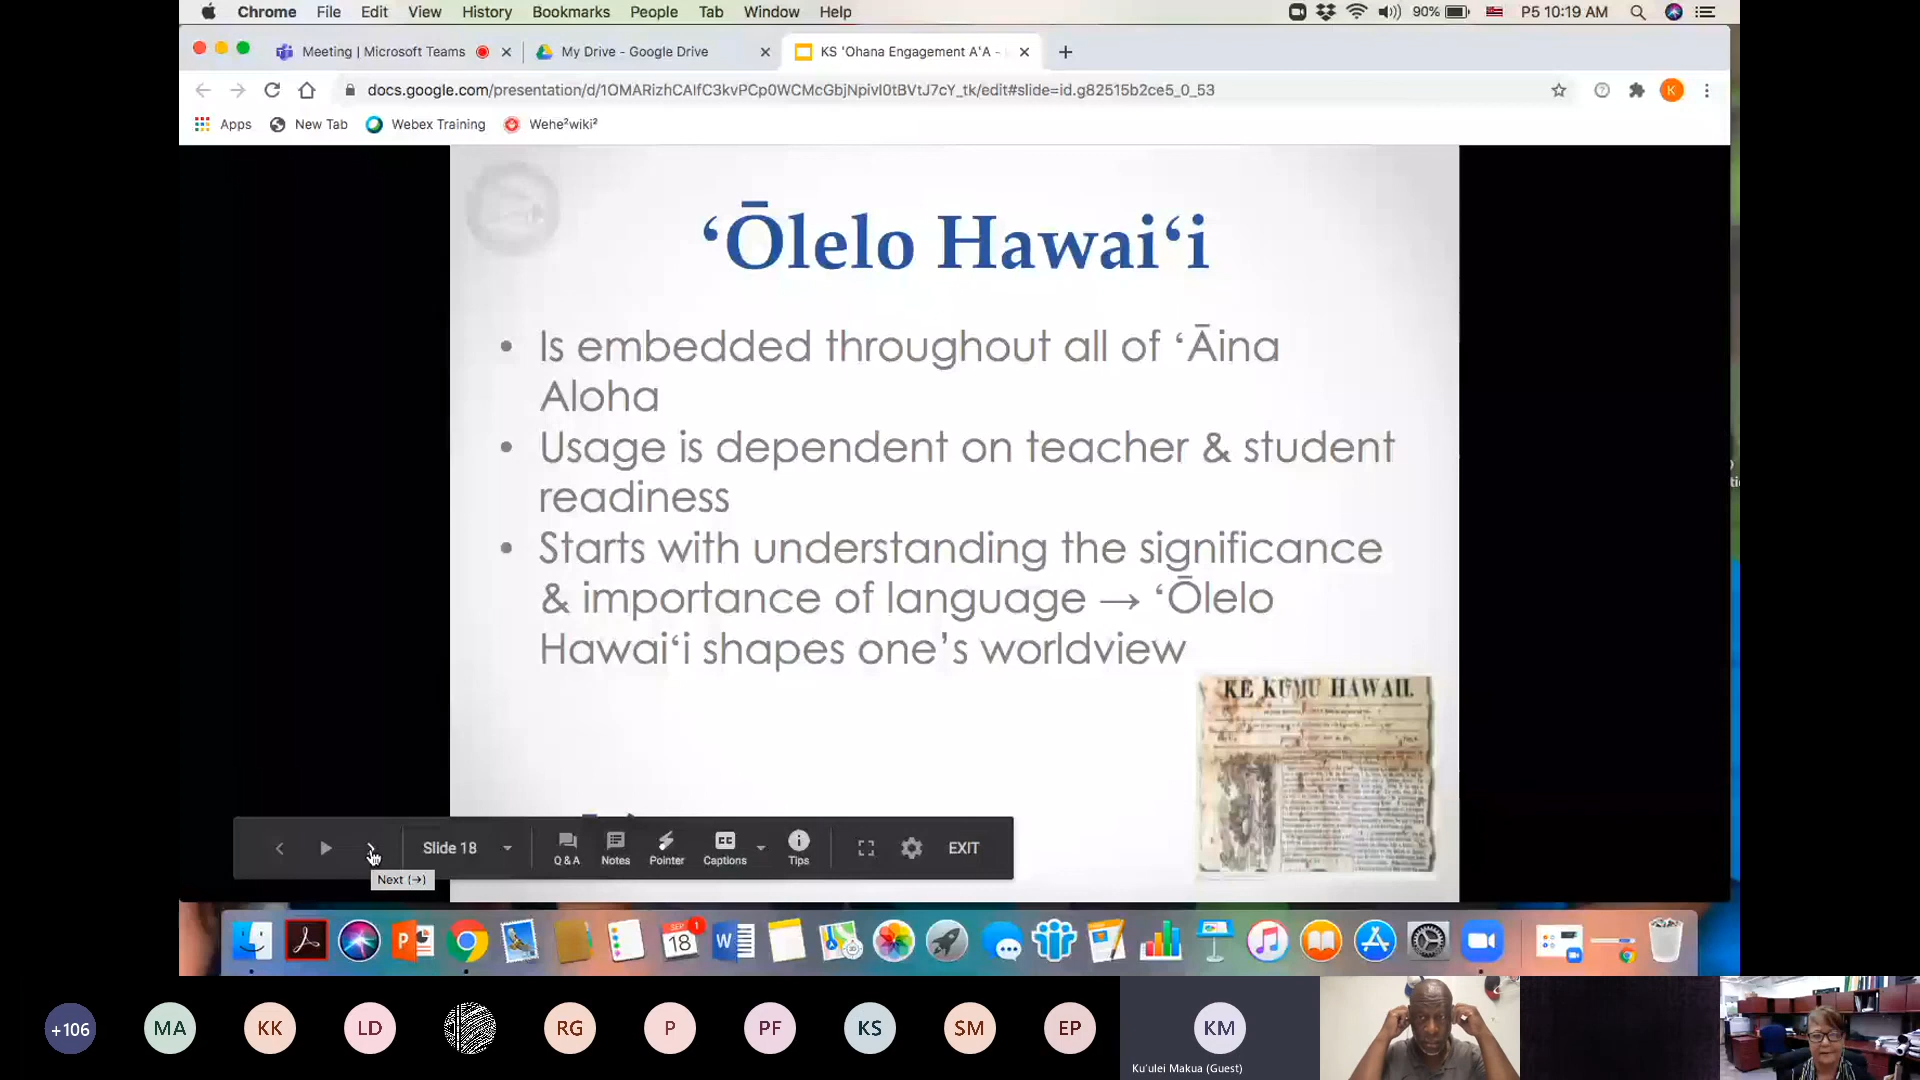 Chrome File Edit View History Bookmarks People Tab Window Help 90% P5 10:19 AM
Meeting | Microsoft Teams My Drive - Google Drive KS 'Ohana Engagement A'A -
docs.google.com/presentation/d/1OMARizhCAIfC3kvPCp0WCMcGbjNpivI0tBVtJ7cY_tk/edit#slide=id.g82515b2ce5_0_53 K
Apps New Tab Webex Training Wehe²wiki²
ʻŌlelo Hawaiʻi
• Is embedded throughout all of ʻĀina
Aloha
• Usage is dependent on teacher & student
readiness
• Starts with understanding the significance
& importance of language → ʻŌlelo
Hawaiʻi shapes one’s worldview
KE KUMU HAWAII.
Slide 18 Q & A Notes Pointer CC Captions Tips EXIT
Next (→)
SEP 18 1
+106 MA KK LD RG P PF KS SM EP KM
Ku'ulei Makua (Guest)